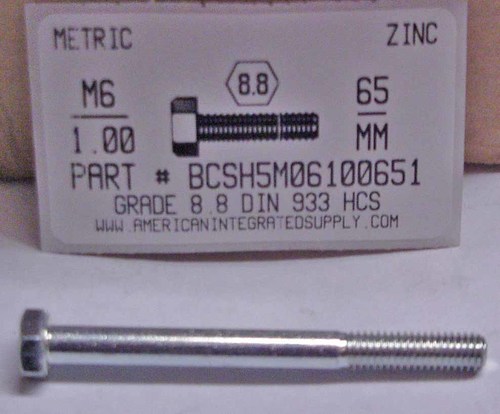 METRIC ZINC
8.8
M6 65
1.00 MM
PART # BCSH5M06100651
GRADE 8.8 DIN 933 HCS
WWW.AMERICANINTEGRATEDSUPPLY.COM